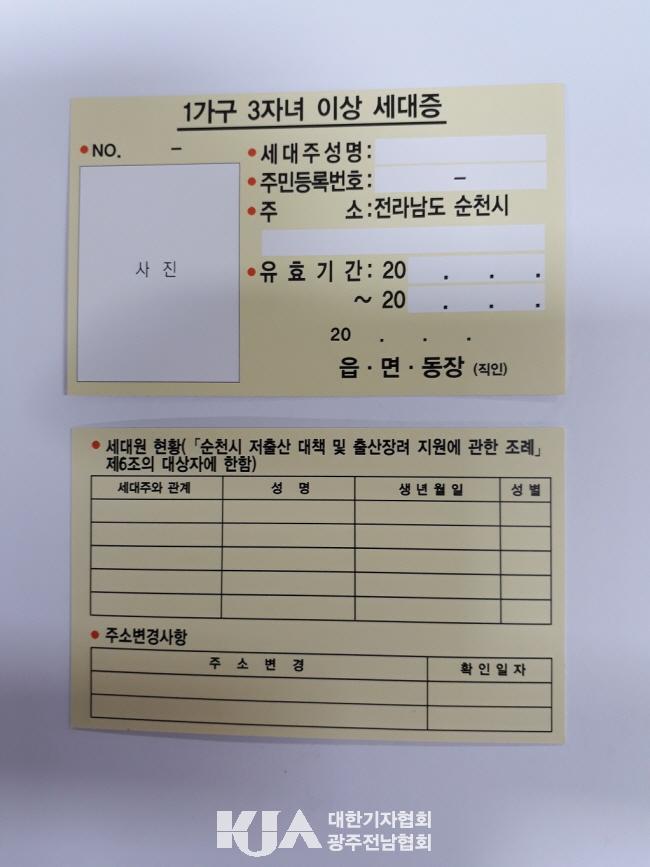 1가구 3자녀 이상 세대증
• NO. –
사 진
• 세대주성명:
• 주민등록번호: –
• 주 소:전라남도 순천시
• 유 효 기 간: 20 . . .
~ 20 . . .
20 . . .
읍·면·동장 (직인)
• 세대원 현황(「순천시 저출산 대책 및 출산장려 지원에 관한 조례」
제6조의 대상자에 한함)
세대주와 관계 성 명 생 년 월 일 성 별
• 주소변경사항
주 소 변 경 확 인 일 자
KJA 대한기자협회
광주전남협회